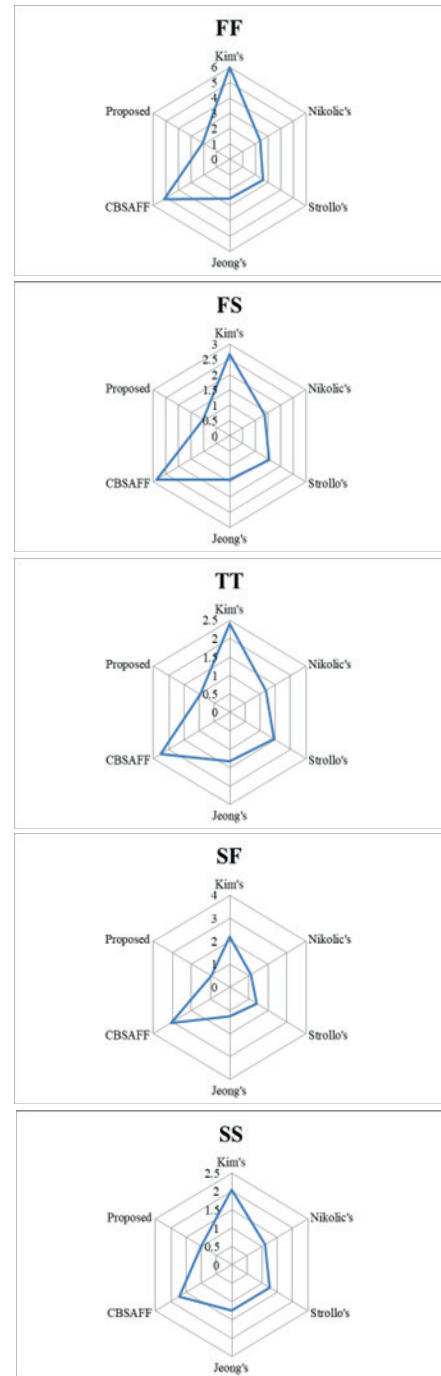 FF
Kim's
6
5
4
3
2
1
0
Nikolic's
Strollo's
Jeong's
CBSAFF
Proposed
FS
Kim's
3
2.5
2
1.5
1
0.5
0
Nikolic's
Strollo's
Jeong's
CBSAFF
Proposed
TT
Kim's
2.5
2
1.5
1
0.5
0
Nikolic's
Strollo's
Jeong's
CBSAFF
Proposed
SF
Kim's
4
3
2
1
0
Nikolic's
Strollo's
Jeong's
CBSAFF
Proposed
SS
Kim's
2.5
2
1.5
1
0.5
0
Nikolic's
Strollo's
Jeong's
CBSAFF
Proposed